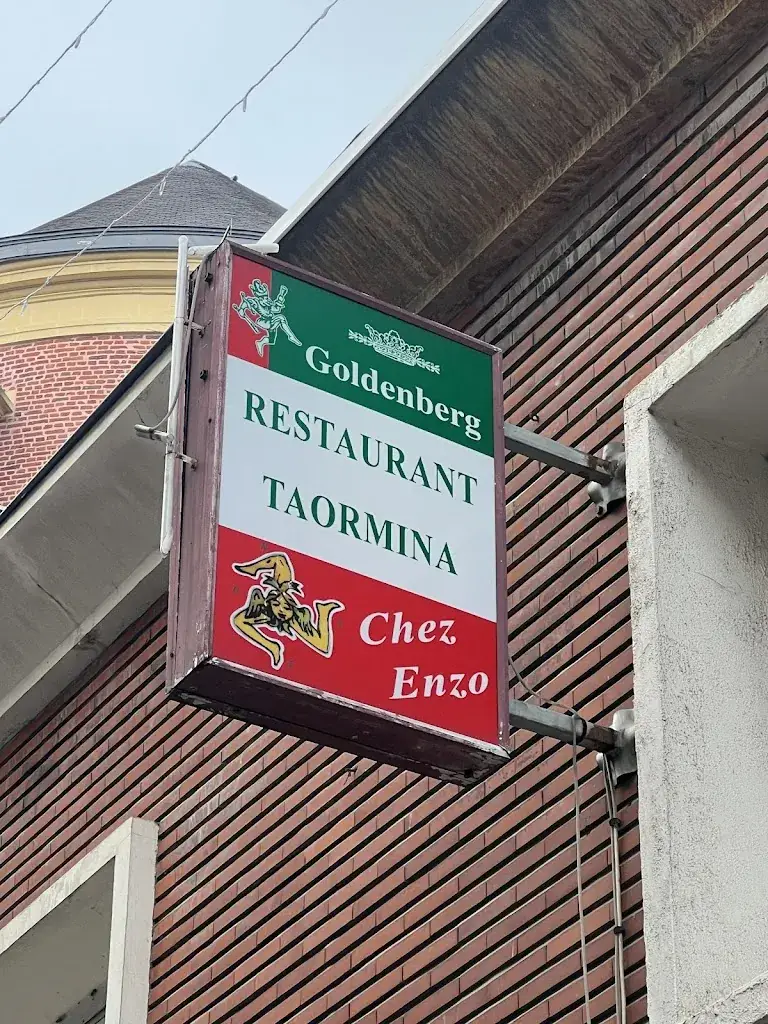 Goldenberg
RESTAURANT
TAORMINA
Chez
Enzo